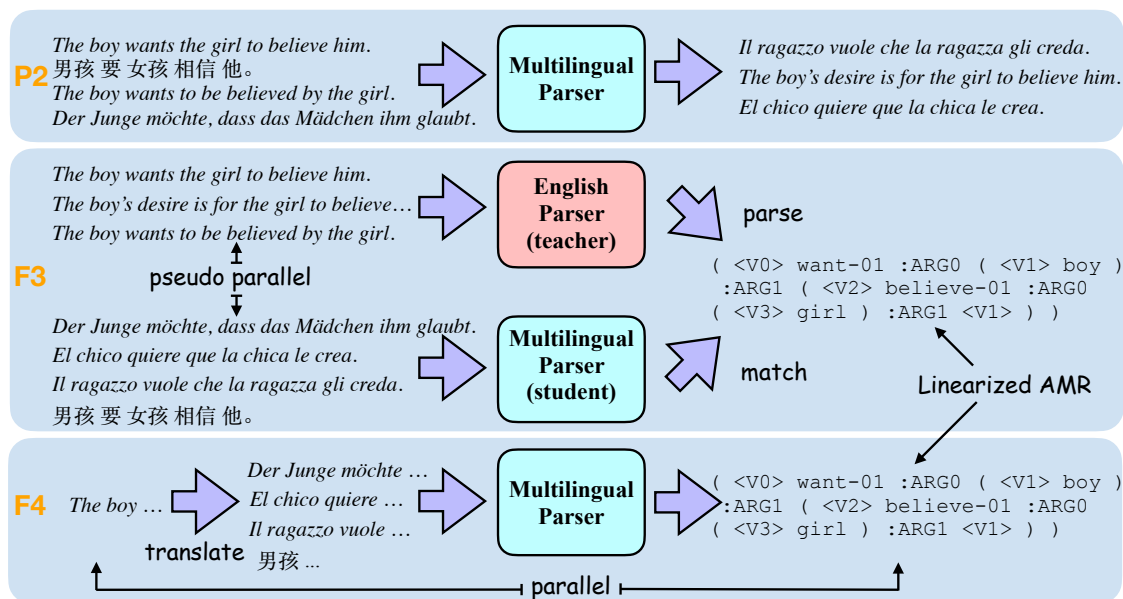 P2
The boy wants the girl to believe him.
男孩 要 女孩 相信 他。
The boy wants to be believed by the girl.
Der Junge möchte, dass das Mädchen ihm glaubt.
Multilingual
Parser
Il ragazzo vuole che la ragazza gli creda.
The boy's desire is for the girl to believe him.
El chico quiere que la chica le crea.
F3
The boy wants the girl to believe him.
The boy's desire is for the girl to believe…
The boy wants to be believed by the girl.
pseudo parallel
Der Junge möchte, dass das Mädchen ihm glaubt.
El chico quiere que la chica le crea.
Il ragazzo vuole che la ragazza gli creda.
男孩 要 女孩 相信 他。
English
Parser
(teacher)
Multilingual
Parser
(student)
parse
( <V0> want-01 :ARG0 ( <V1> boy )
:ARG1 ( <V2> believe-01 :ARG0
( <V3> girl ) :ARG1 <V1> ) )
match
Linearized AMR
F4
The boy …
translate
Der Junge möchte …
El chico quiere …
Il ragazzo vuole …
男孩 ...
Multilingual
Parser
( <V0> want-01 :ARG0 ( <V1> boy )
:ARG1 ( <V2> believe-01 :ARG0
( <V3> girl ) :ARG1 <V1> ) )
parallel